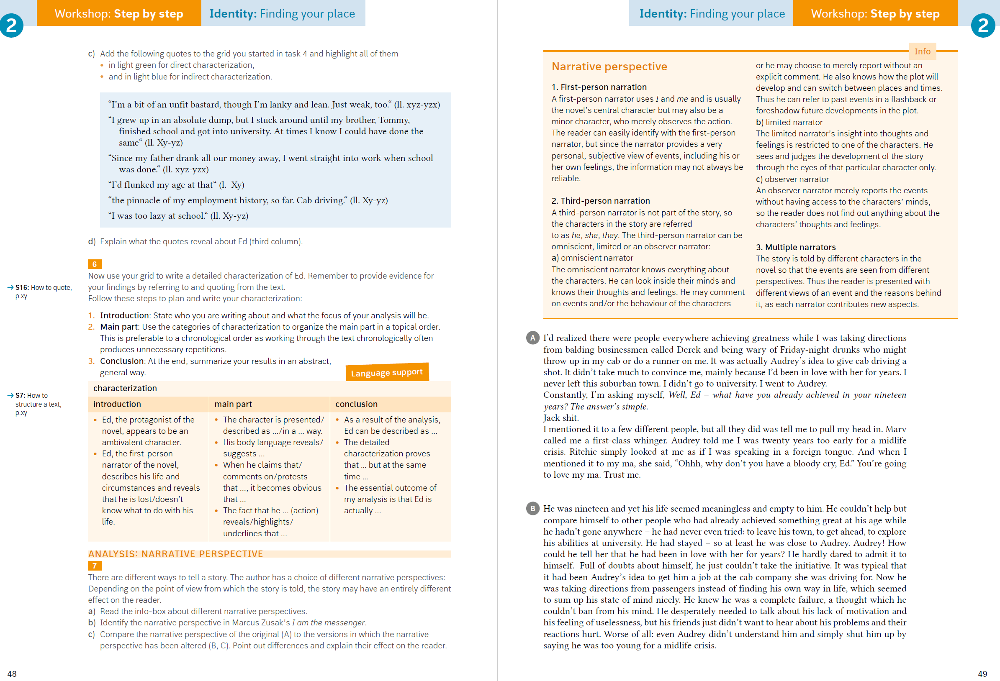 Workshop: Step by step
Identity: Finding your place
2
c) Add the following quotes to the grid you started in task 4 and highlight all of them
• in light green for direct characterization,
• and in light blue for indirect characterization.
“I’m a bit of an unfit bastard, though I’m lanky and lean. Just weak, too.“ (ll. xyz-yzx)
“I grew up in an absolute dump, but I stuck around until my brother, Tommy,
finished school and got into university. At times I know I could have done the
same“ (ll. Xy-yz)
“Since my father drank all our money away, I went straight into work when school
was done.“ (ll. xyz-yzx)
“I’d flunked my age at that“ (l. Xy)
“the pinnacle of my employment history, so far. Cab driving.“ (ll. Xy-yz)
“I was too lazy at school.“ (ll. Xy-yz)
d) Explain what the quotes reveal about Ed (third column).
6
Now use your grid to write a detailed characterization of Ed. Remember to provide evidence for
your findings by referring to and quoting from the text.
Follow these steps to plan and write your characterization:
→ S16: How to quote,
p.xy
1. Introduction: State who you are writing about and what the focus of your analysis will be.
2. Main part: Use the categories of characterization to organize the main part in a topical order.
This is preferable to a chronological order as working through the text chronologically often
produces unnecessary repetitions.
3. Conclusion: At the end, summarize your results in an abstract,
general way.
Language support
→ S7: How to
structure a text,
p.xy
characterization
introduction
• Ed, the protagonist of the
novel, appears to be an
ambivalent character.
• Ed, the first-person
narrator of the novel,
describes his life and
circumstances and reveals
that he is lost/doesn’t
know what to do with his
life.
main part
• The character is presented/
described as .../in a ... way.
• His body language reveals/
suggests ...
• When he claims that/
comments on/protests
that ..., it becomes obvious
that ...
• The fact that he ... (action)
reveals/highlights/
underlines that ...
conclusion
• As a result of the analysis,
Ed can be described as ...
• The detailed
characterization proves
that ... but at the same
time ...
• The essential outcome of
my analysis is that Ed is
actually ...
ANALYSIS: NARRATIVE PERSPECTIVE
7
There are different ways to tell a story. The author has a choice of different narrative perspectives:
Depending on the point of view from which the story is told, the story may have an entirely different
effect on the reader.
a) Read the info-box about different narrative perspectives.
b) Identify the narrative perspective in Marcus Zusak’s I am the messenger.
c) Compare the narrative perspective of the original (A) to the versions in which the narrative
perspective has been altered (B, C). Point out differences and explain their effect on the reader.
48
Identity: Finding your place
Workshop: Step by step
2
Info
Narrative perspective
1. First-person narration
A first-person narrator uses I and me and is usually
the novel’s central character but may also be a
minor character, who merely observes the action.
The reader can easily identify with the first-person
narrator, but since the narrator provides a very
personal, subjective view of events, including his or
her own feelings, the information may not always be
reliable.
2. Third-person narration
A third-person narrator is not part of the story, so
the characters in the story are referred
to as he, she, they. The third-person narrator can be
omniscient, limited or an observer narrator:
a) omniscient narrator
The omniscient narrator knows everything about
the characters. He can look inside their minds and
knows their thoughts and feelings. He may comment
on events and/or the behaviour of the characters
or he may choose to merely report without an
explicit comment. He also knows how the plot will
develop and can switch between places and times.
Thus he can refer to past events in a flashback or
foreshadow future developments in the plot.
b) limited narrator
The limited narrator’s insight into thoughts and
feelings is restricted to one of the characters. He
sees and judges the development of the story
through the eyes of that particular character only.
c) observer narrator
An observer narrator merely reports the events
without having access to the characters’ minds,
so the reader does not find out anything about the
characters’ thoughts and feelings.
3. Multiple narrators
The story is told by different characters in the
novel so that the events are seen from different
perspectives. Thus the reader is presented with
different views of an event and the reasons behind
it, as each narrator contributes new aspects.
A I’d realized there were people everywhere achieving greatness while I was taking directions
from balding businessmen called Derek and being wary of Friday-night drunks who might
throw up in my cab or do a runner on me. It was actually Audrey’s idea to give cab driving a
shot. It didn’t take much to convince me, mainly because I’d been in love with her for years. I
never left this suburban town. I didn’t go to university. I went to Audrey.
Constantly, I’m asking myself, Well, Ed – what have you already achieved in your nineteen
years? The answer’s simple.
Jack shit.
I mentioned it to a few different people, but all they did was tell me to pull my head in. Marv
called me a first-class whinger. Audrey told me I was twenty years too early for a midlife
crisis. Ritchie simply looked at me as if I was speaking in a foreign tongue. And when I
mentioned it to my ma, she said, “Ohhh, why don’t you have a bloody cry, Ed.” You’re going
to love my ma. Trust me.
B He was nineteen and yet his life seemed meaningless and empty to him. He couldn’t help but
compare himself to other people who had already achieved something great at his age while
he hadn’t gone anywhere – he had never even tried: to leave his town, to get ahead, to explore
his abilities at university. He had stayed – so at least he was close to Audrey. Audrey! How
could he tell her that he had been in love with her for years? He hardly dared to admit it to
himself. Full of doubts about himself, he just couldn’t take the initiative. It was typical that
it had been Audrey’s idea to get him a job at the cab company she was driving for. Now he
was taking directions from passengers instead of finding his own way in life, which seemed
to sum up his state of mind nicely. He knew he was a complete failure, a thought which he
couldn’t ban from his mind. He desperately needed to talk about his lack of motivation and
his feeling of uselessness, but his friends just didn’t want to hear about his problems and their
reactions hurt. Worse of all: even Audrey didn’t understand him and simply shut him up by
saying he was too young for a midlife crisis.
49